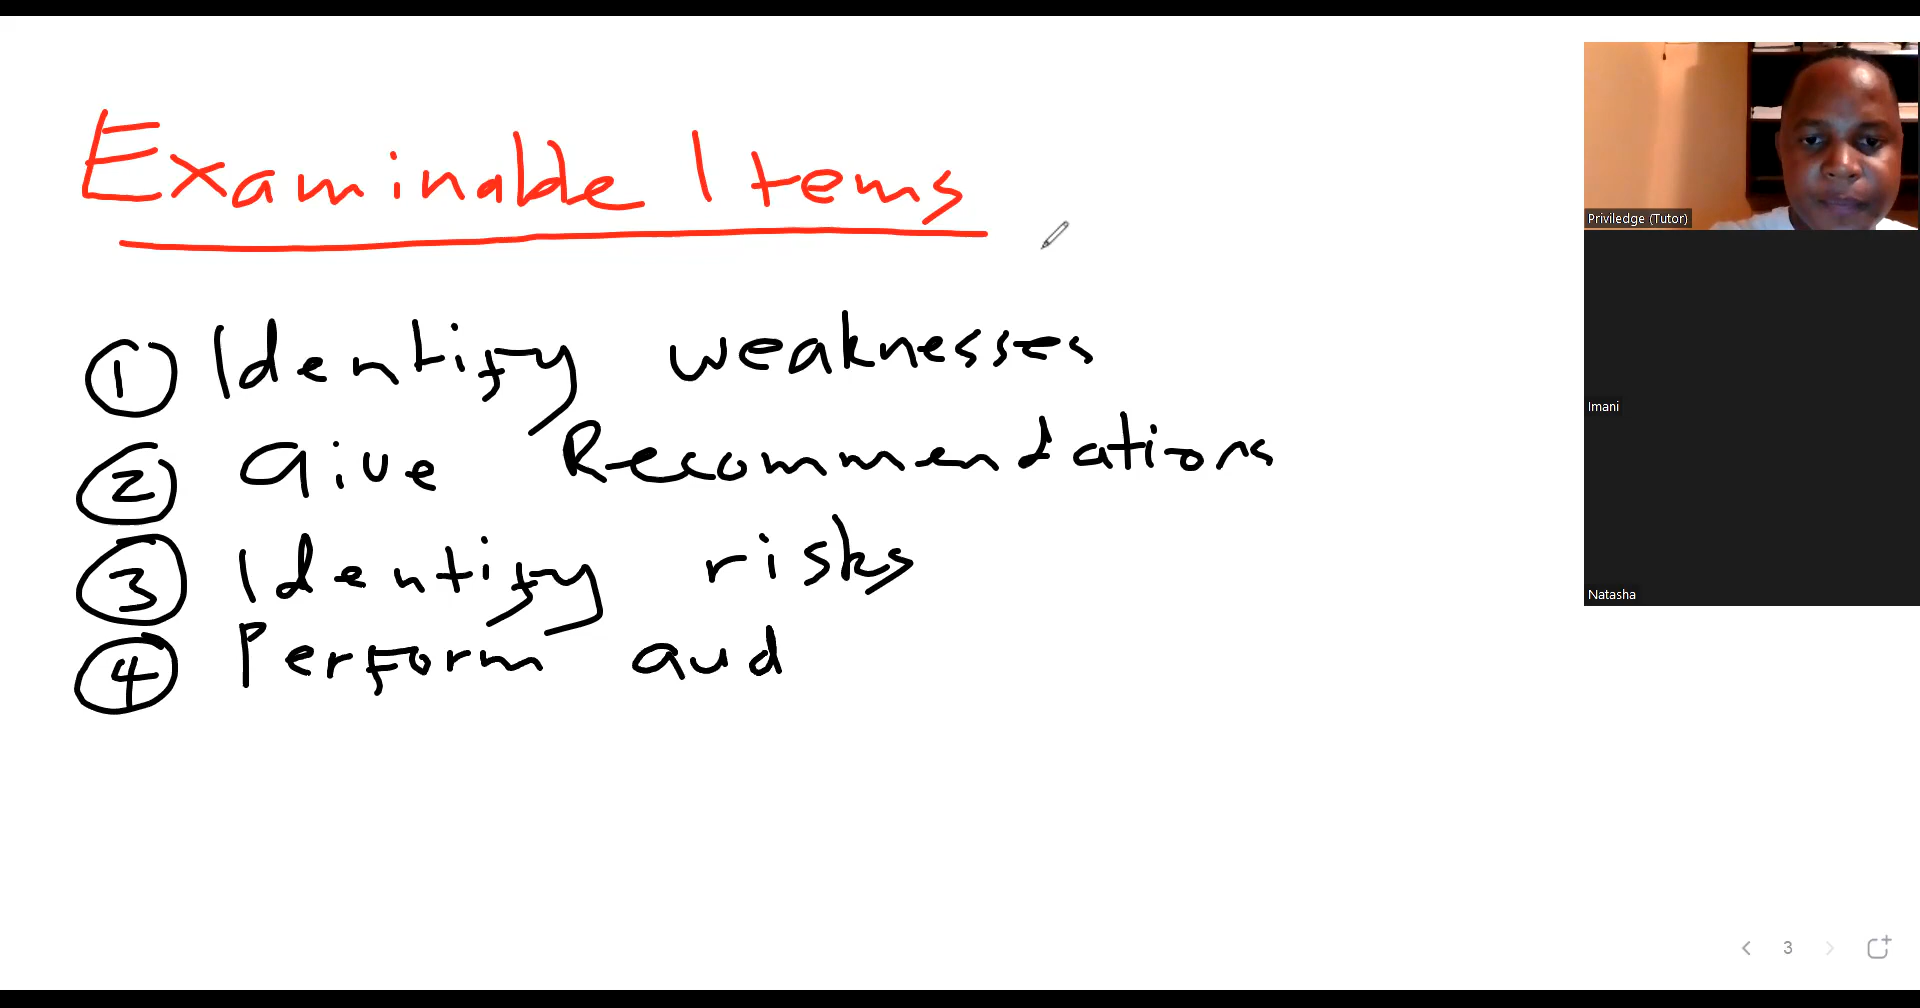 Examinable Items
1 Identify weaknesses
2 Give Recommendations
3 Identify risks
4 Perform aud
Priviledge (Tutor)
Imani
Natasha
3